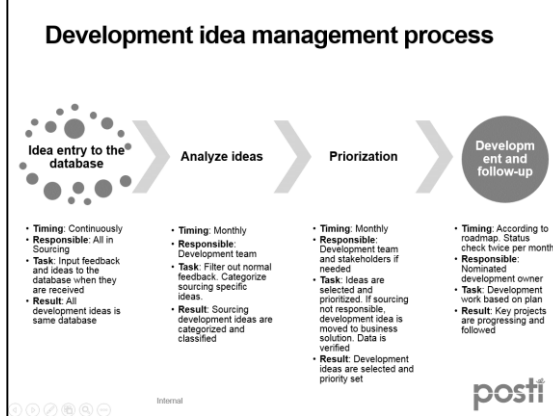 Development idea management process
Idea entry to the
database
Analyze ideas
Priorization
Developm
ent and
follow-up
• Timing: Continuously
• Responsible: All in
Sourcing
• Task: Input feedback
and ideas to the
database when they
are received
• Result: All
development ideas is
same database
• Timing: Monthly
• Responsible:
Development team
• Task: Filter out normal
feedback. Categorize
sourcing specific
ideas.
• Result: Sourcing
development ideas are
categorized and
classified
• Timing: Monthly
• Responsible:
Development team
and stakeholders if
needed
• Task: Ideas are
selected and
prioritized. If sourcing
not responsible,
development idea is
moved to business
solution. Data is
verified
• Result: Development
ideas are selected and
priority set
• Timing: According to
roadmap. Status
check twice per month
• Responsible:
Nominated
development owner
• Task: Development
work based on plan
• Result: Key projects
are progressing and
followed
Internal
posti